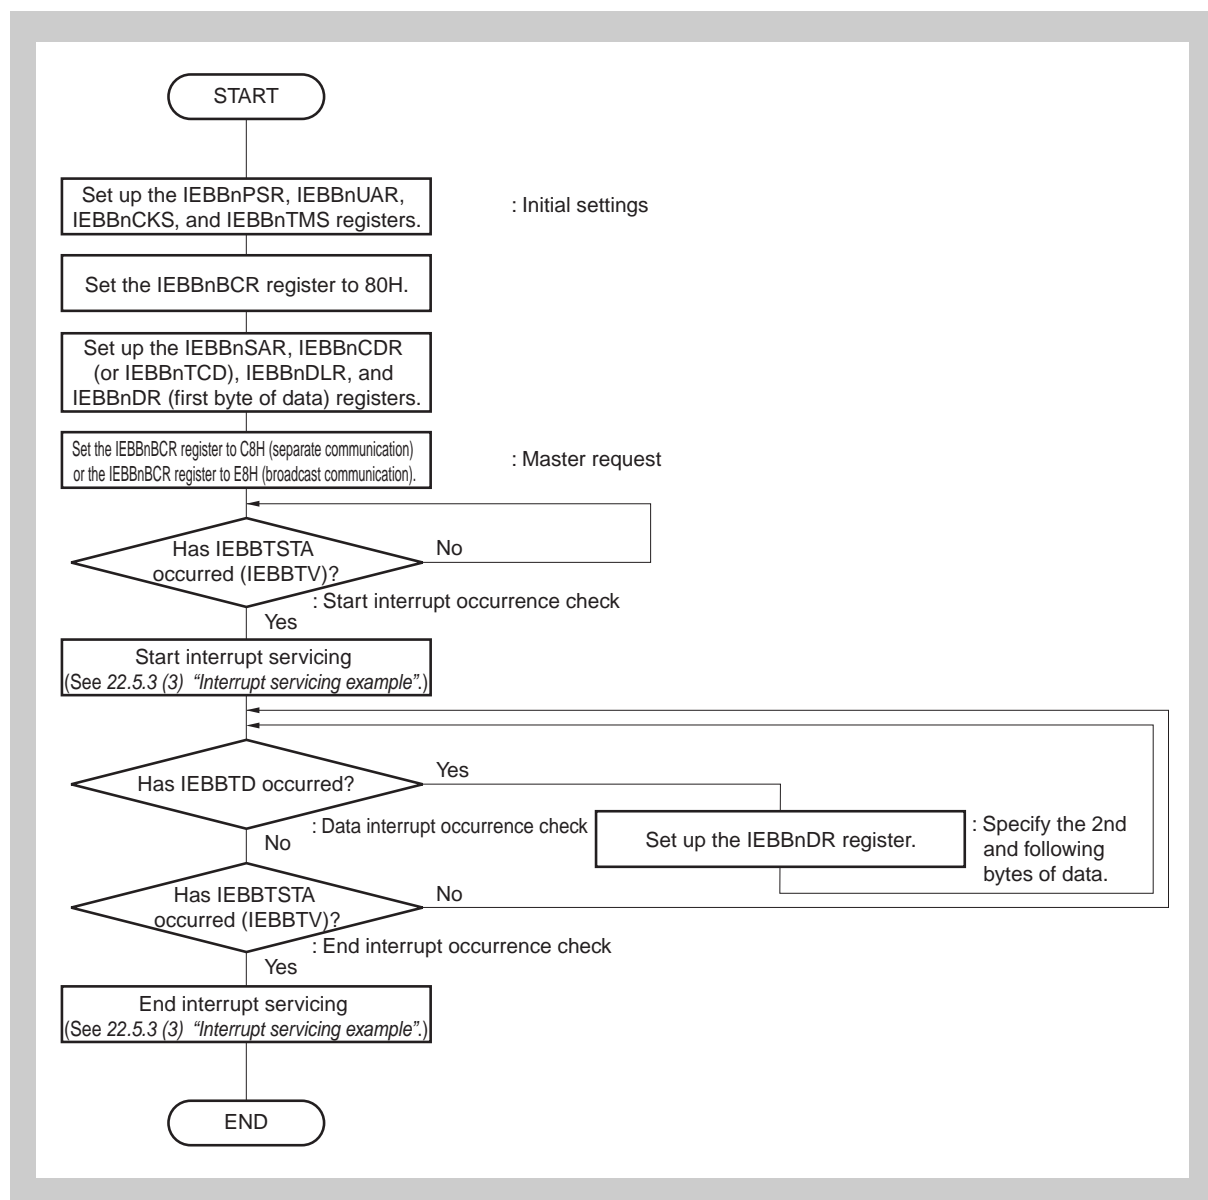 START
Set up the IEBBnPSR, IEBBnUAR,
IEBBnCKS, and IEBBnTMS registers.
: Initial settings
Set the IEBBnBCR register to 80H.
Set up the IEBBnSAR, IEBBnCDR
(or IEBBnTCD), IEBBnDLR, and
IEBBnDR (first byte of data) registers.
Set the IEBBnBCR register to C8H (separate communication)
or the IEBBnBCR register to E8H (broadcast communication).
: Master request
Has IEBBTSTA
occurred (IEBBTV)?
No
: Start interrupt occurrence check
Yes
Start interrupt servicing
(See 22.5.3 (3) “Interrupt servicing example”.)
Has IEBBTD occurred?
Yes
: Data interrupt occurrence check
No
Set up the IEBBnDR register.
: Specify the 2nd
and following
bytes of data.
Has IEBBTSTA
occurred (IEBBTV)?
No
: End interrupt occurrence check
Yes
End interrupt servicing
(See 22.5.3 (3) “Interrupt servicing example”.)
END